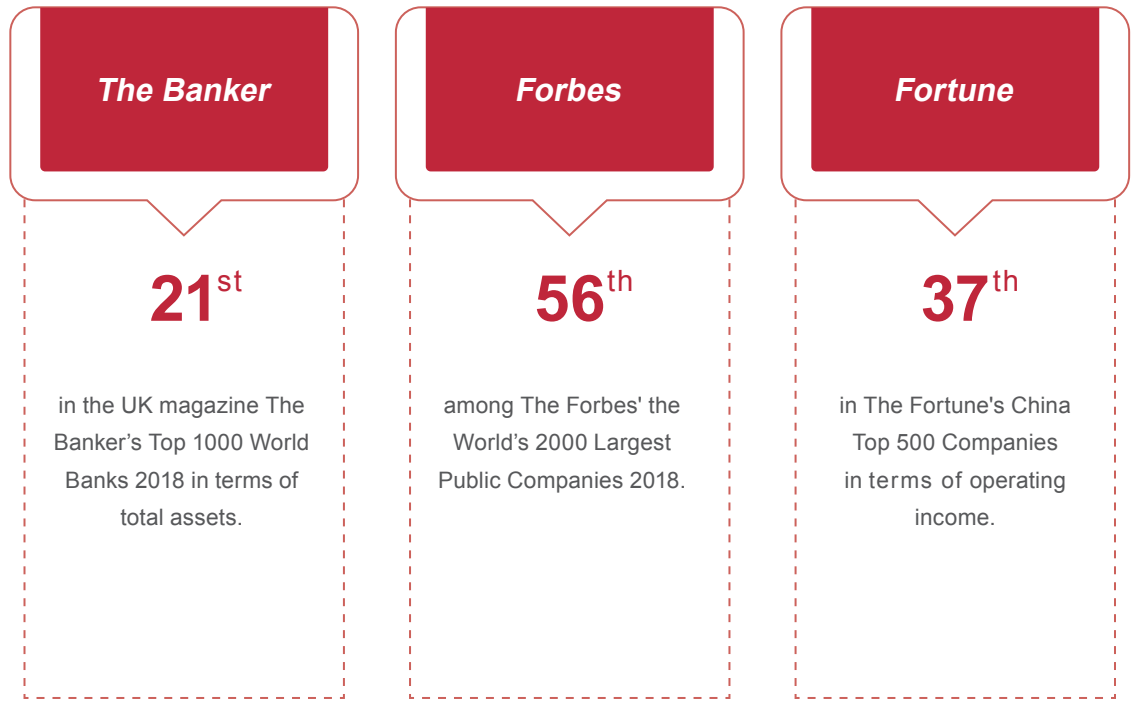 The Banker
21st
in the UK magazine The
Banker’s Top 1000 World
Banks 2018 in terms of
total assets.
Forbes
56th
among The Forbes' the
World’s 2000 Largest
Public Companies 2018.
Fortune
37th
in The Fortune's China
Top 500 Companies
in terms of operating
income.